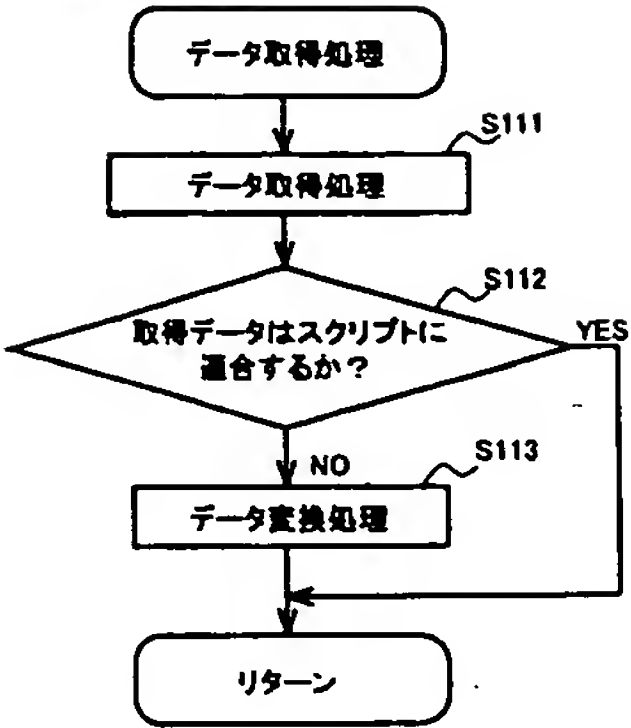 データ取得処理
S111
データ取得処理
S112
取得データはスクリプトに
適合するか？
YES
NO
S113
データ変換処理
リターン